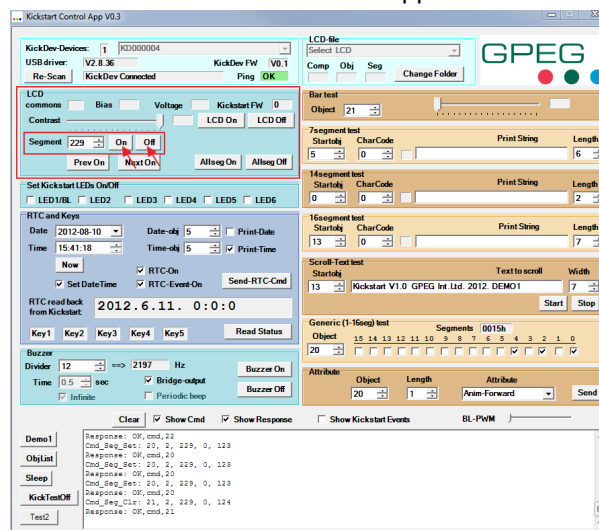 Kickstart Control App V0.3
KickDev-Devices: 1 KD000004
USB driver: V2.8.36 KickDev FW V0.1
Re-Scan KickDev Connected Ping OK
LCD-file
Select LCD
Comp Obj Seg
Change Folder
GPEG
LCD
commons Bias Voltage Kickstart FW 0
Contrast LCD On LCD Off
Segment 229 On Off
Prev On Next On Allseg On Allseg Off
Bar test
Object 21
7segment test
Startobj CharCode Print String Length
5 0 6
14segment test
Startobj CharCode Print String Length
0 0 2
16segment test
Startobj CharCode Print String Length
13 0 7
Set Kickstart LEDs On/Off
LED1/BL LED2 LED3 LED4 LED5 LED6
RTC and Keys
Date 2012-08-10 Date-obj 5 Print-Date
Time 15:41:18 Time-obj 5 Print-Time
Now RTC-On
Set DateTime RTC-Event-On Send-RTC-Cmd
RTC read back
from Kickstart: 2012.6.11. 0:0:0
Key1 Key2 Key3 Key4 Key5 Read Status
Scroll-Text test
Startobj Text to scroll Width
13 Kickstart V1.0 GPEG Int.Ltd. 2012. DEMO1 7
Start Stop
Generic (1-16seg) test Segments 0015h
Object 15 14 13 12 11 10 9 8 7 6 5 4 3 2 1 0
20
Buzzer
Divider 12 ==> 2197 Hz Buzzer On
Time 0.5 sec Bridge-output Buzzer Off
Infinite Periodic beep
Attribute
Object Length Attribute
20 1 Anim-Forward Send
Clear Show Cmd Show Response Show Kickstart Events BL-PWM
Demo1
ObjList
Sleep
KickTestOff
Test2
Response: OK,cmd,22
Cmd_Seg_Set: 20, 2, 229, 0, 123
Response: OK,cmd,20
Cmd_Seg_Set: 20, 2, 229, 0, 123
Response: OK,cmd,20
Cmd_Seg_Set: 20, 2, 229, 0, 123
Response: OK,cmd,20
Cmd_Seg_Clr: 21, 2, 229, 0, 124
Response: OK,cmd,21